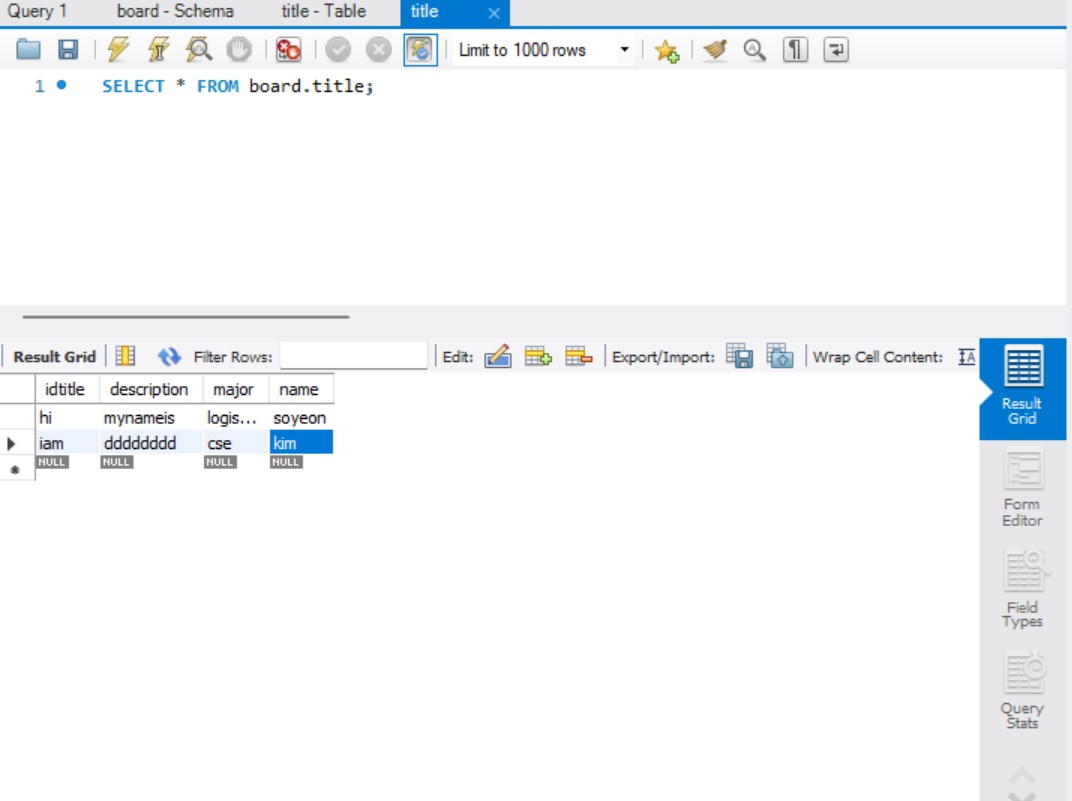 Query 1 board - Schema title - Table title
Limit to 1000 rows
1 SELECT * FROM board.title;
Result Grid Filter Rows: Edit: Export/Import: Wrap Cell Content:
idtitle description major name
hi mynameis logis... soyeon
iam dddddddd cse kim
NULL NULL NULL NULL
Result
Grid
Form
Editor
Field
Types
Query
Stats